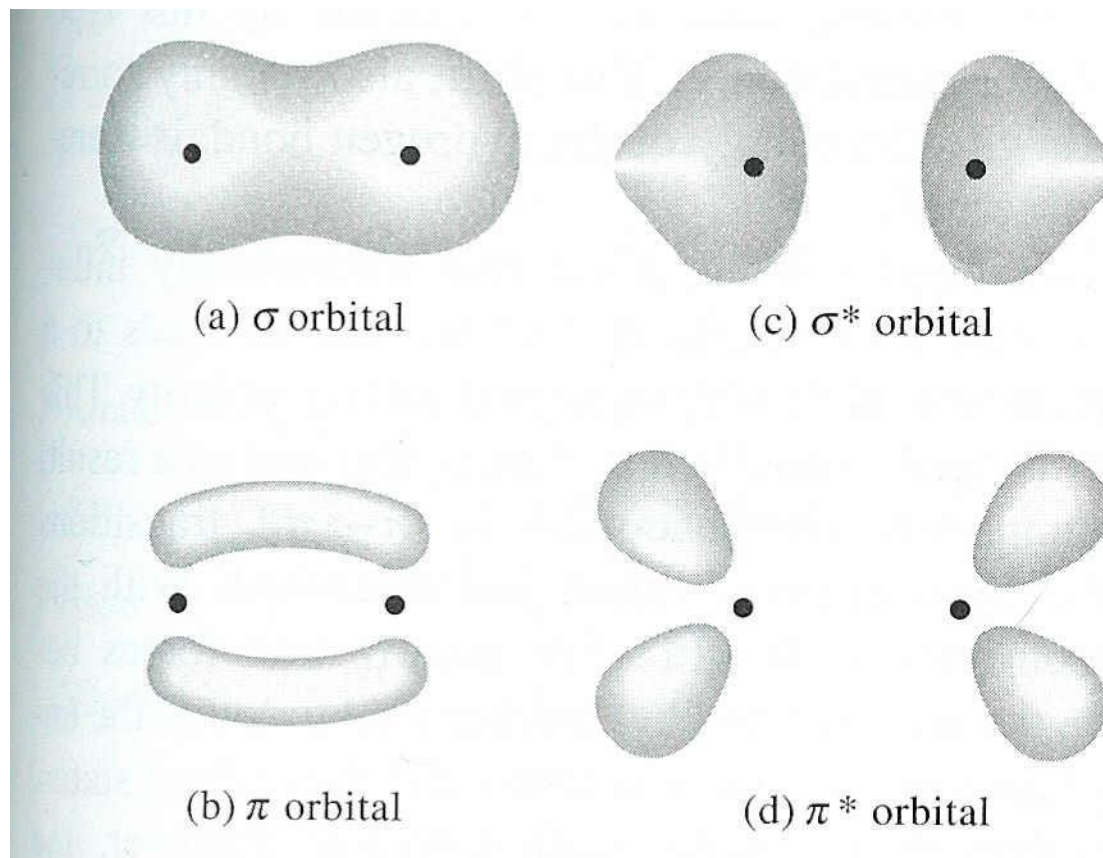 (a) σ orbital
(c) σ* orbital
(b) π orbital
(d) π* orbital